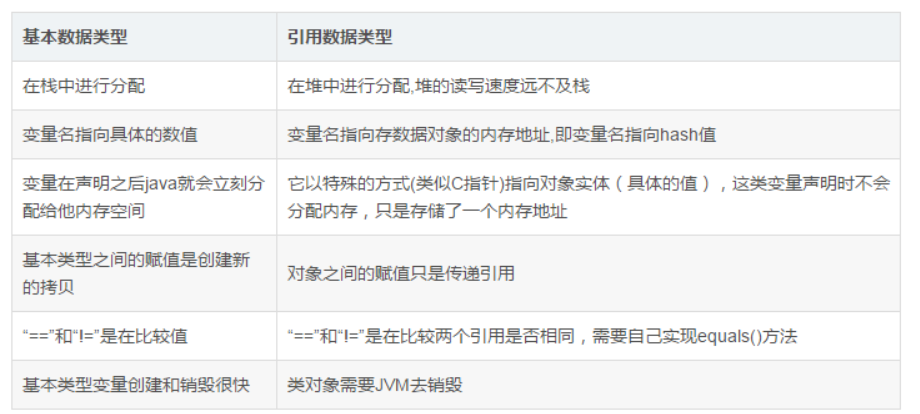 基本数据类型
引用数据类型
在栈中进行分配
在堆中进行分配,堆的读写速度远不及栈
变量名指向具体的数值
变量名指向存数据对象的内存地址,即变量名指向hash值
变量在声明之后java就会立刻分
配给他内存空间
它以特殊的方式(类似C指针)指向对象实体（具体的值），这类变量声明时不会
分配内存，只是存储了一个内存地址
基本类型之间的赋值是创建新
的拷贝
对象之间的赋值只是传递引用
“==”和“!=”是在比较值
“==”和“!=”是在比较两个引用是否相同，需要自己实现equals()方法
基本类型变量创建和销毁很快
类对象需要JVM去销毁